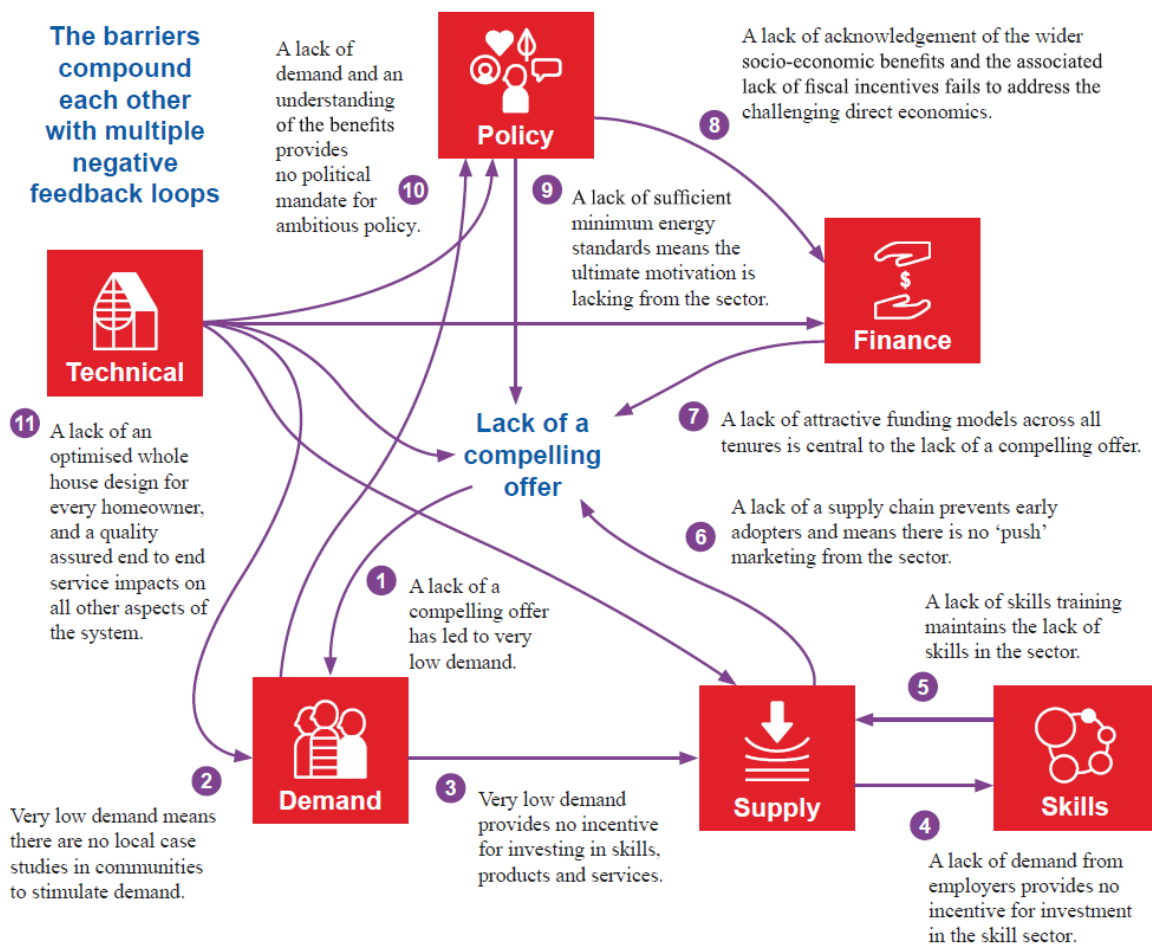 The barriers
compound
each other
with multiple
negative
feedback loops
A lack of
demand and an
understanding
of the benefits
provides
no political
mandate for
ambitious policy.
10
Policy
8
A lack of acknowledgement of the wider
socio-economic benefits and the associated
lack of fiscal incentives fails to address the
challenging direct economics.
9
A lack of sufficient
minimum energy
standards means the
ultimate motivation is
lacking from the sector.
$
Finance
Technical
11
A lack of an
optimised whole
house design for
every homeowner,
and a quality
assured end to end
service impacts on
all other aspects of
the system.
Lack of a
compelling
offer
7
A lack of attractive funding models across all
tenures is central to the lack of a compelling offer.
6
A lack of a supply chain prevents early
adopters and means there is no ‘push’
marketing from the sector.
1
A lack of a
compelling offer
has led to very
low demand.
A lack of skills training
maintains the lack of
skills in the sector.
5
2
Very low demand means
there are no local case
studies in communities
to stimulate demand.
Demand
3
Very low demand
provides no incentive
for investing in skills,
products and services.
Supply
Skills
4
A lack of demand from
employers provides no
incentive for investment
in the skill sector.